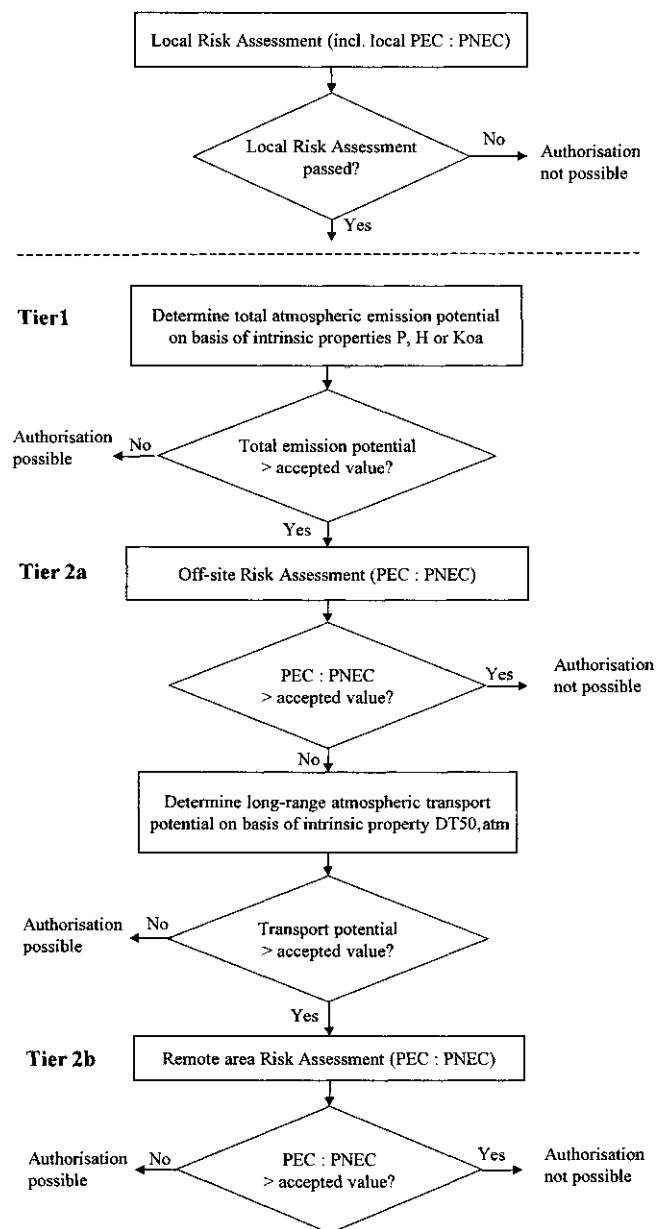 Local Risk Assessment (incl. local PEC : PNEC)
Local Risk Assessment
passed?
No
Authorisation
not possible
Yes
Tier1
Determine total atmospheric emission potential
on basis of intrinsic properties P, H or Koa
Authorisation
possible
No
Total emission potential
> accepted value?
Yes
Tier 2a
Off-site Risk Assessment (PEC : PNEC)
PEC : PNEC
> accepted value?
Yes
Authorisation
not possible
No
Determine long-range atmospheric transport
potential on basis of intrinsic property DT50,atm
Authorisation
possible
No
Transport potential
> accepted value?
Yes
Tier 2b
Remote area Risk Assessment (PEC : PNEC)
Authorisation
possible
No
PEC : PNEC
> accepted value?
Yes
Authorisation
not possible